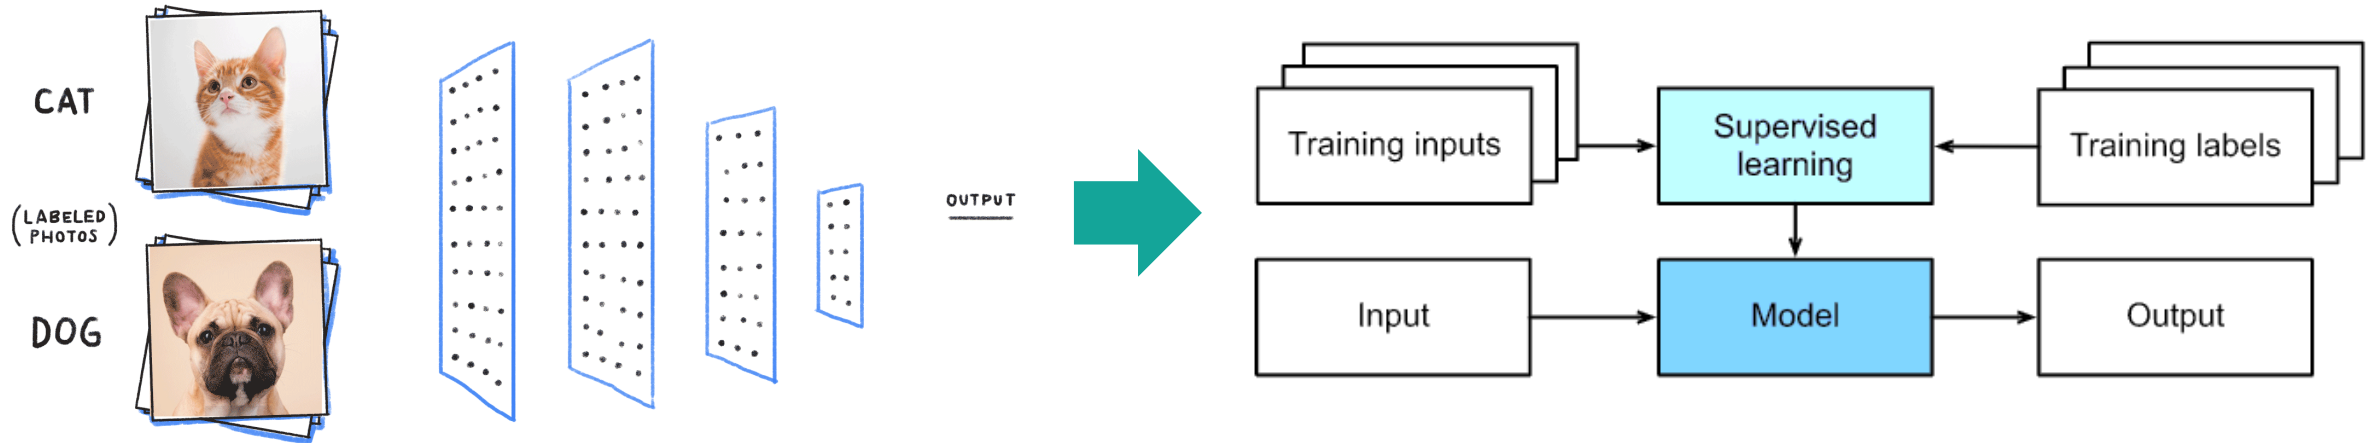 CAT
(LABELED
PHOTOS)
DOG
OUTPUT
Training inputs
Supervised
learning
Training labels
Input
Model
Output